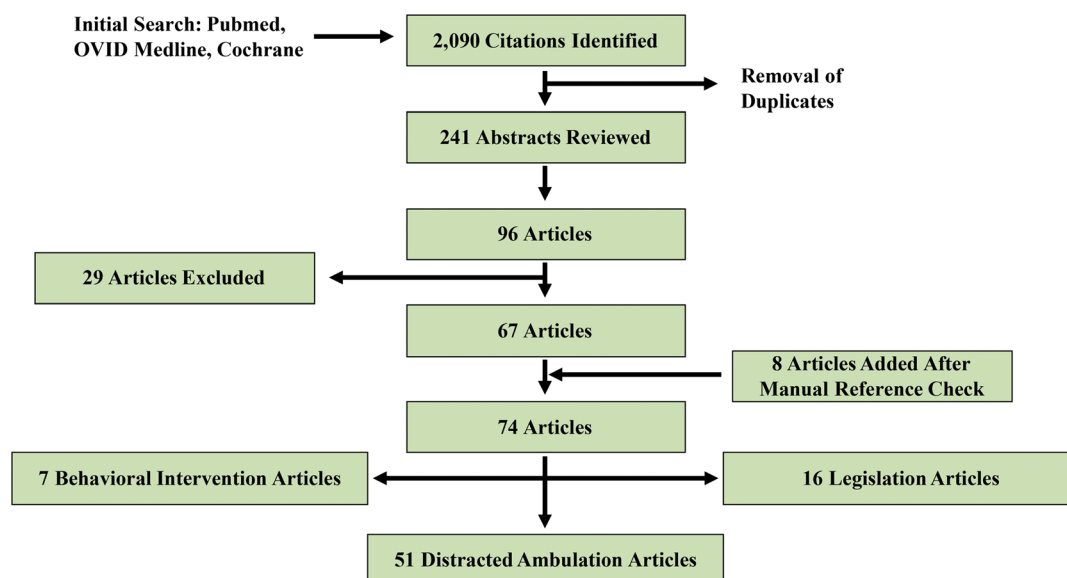 Initial Search: Pubmed,
OVID Medline, Cochrane
2,090 Citations Identified
Removal of
Duplicates
241 Abstracts Reviewed
96 Articles
29 Articles Excluded
67 Articles
8 Articles Added After
Manual Reference Check
74 Articles
7 Behavioral Intervention Articles
16 Legislation Articles
51 Distracted Ambulation Articles